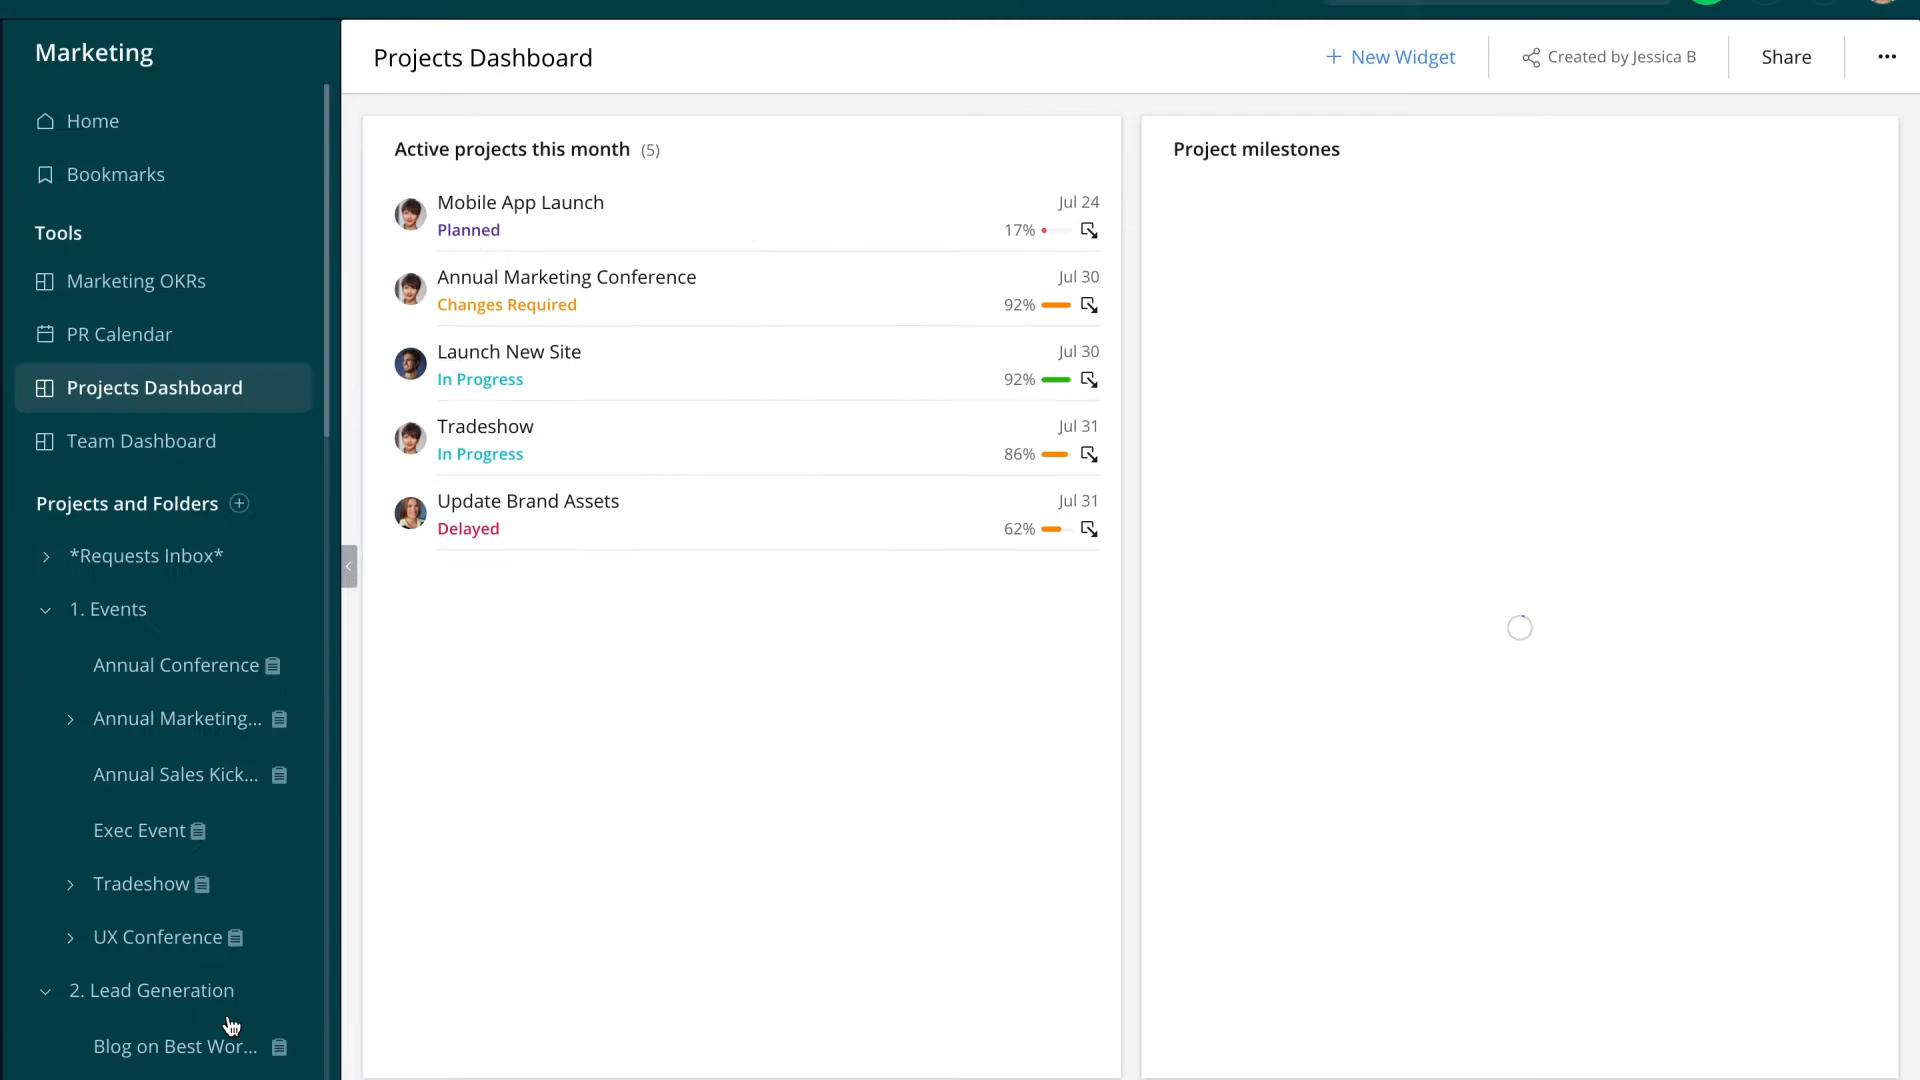 Marketing
Home
Bookmarks
Tools
Marketing OKRs
PR Calendar
Projects Dashboard
Team Dashboard
Projects and Folders
*Requests Inbox*
1. Events
Annual Conference
Annual Marketing...
Annual Sales Kick...
Exec Event
Tradeshow
UX Conference
2. Lead Generation
Blog on Best Wor...
Projects Dashboard
New Widget
Created by Jessica B
Share
Active projects this month (5)
Mobile App Launch Jul 24
Planned 17%
Annual Marketing Conference Jul 30
Changes Required 92%
Launch New Site Jul 30
In Progress 92%
Tradeshow Jul 31
In Progress 86%
Update Brand Assets Jul 31
Delayed 62%
Project milestones